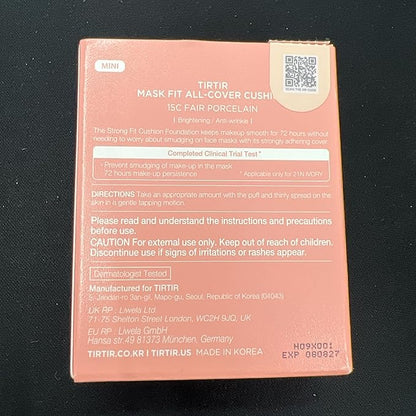 MINI
TIRTIR
MASK FIT ALL-COVER CUSHI
15C FAIR PORCELAIN
[ Brightening / Anti-wrinkle ]
The Strong Fit Cushion Foundation keeps makeup smooth for 72 hours without
needing to worry about smudging on face masks with its strongly adhering cover
Completed Clinical Trial Test*
- Prevent smudging of make-up in the mask
- 72 hours make-up persistence
* Applicable only for 21N IVORY
DIRECTIONS Take an appropriate amount with the puff and thinly spread on the
skin in a gentle tapping motion.
Please read and understand the instructions and precautions
before use.
CAUTION For external use only. Keep out of reach of children.
Discontinue use if signs of irritations or rashes appear.
Dermatologist Tested
Manufactured for TIRTIR
5, Jandari-ro 3an-gil, Mapo-gu, Seoul, Republic of Korea (04043)
UK RP : Liwela Ltd
71-75 Shelton Street London,. WC2H 9JQ, UK
EU RP : Liwela GmbH
Hansa str.49 81373 München, Germany
TIRTIR.CO.KR | TIRTIR.US MADE IN KOREA
HO9X001
EXP 080827